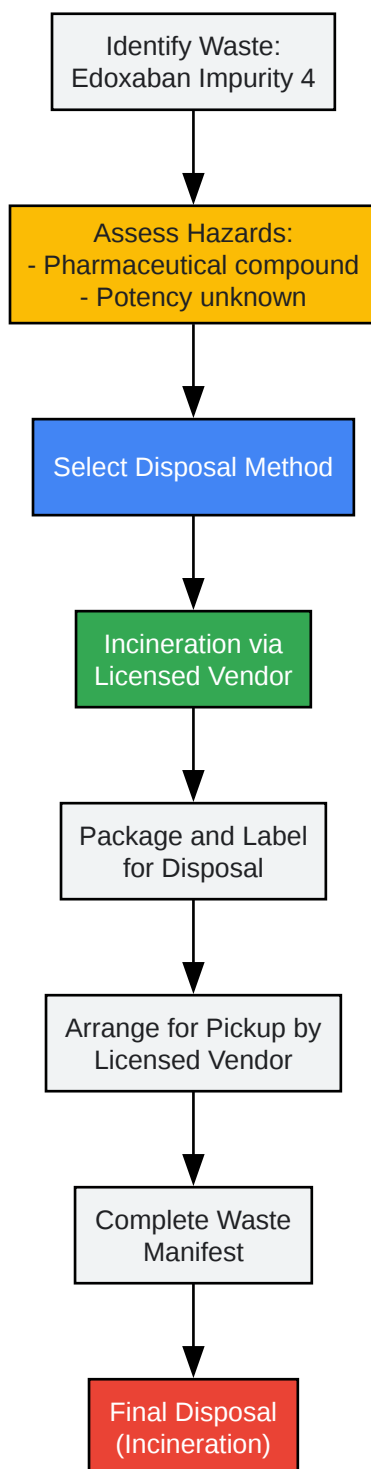 Identify Waste:
Edoxaban Impurity 4
Assess Hazards:
- Pharmaceutical compound
- Potency unknown
Select Disposal Method
Incineration via
Licensed Vendor
Package and Label
for Disposal
Arrange for Pickup by
Licensed Vendor
Complete Waste
Manifest
Final Disposal
(Incineration)